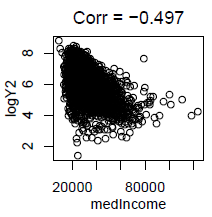 Corr = −0.497
logY2
8
6
4
2
20000 80000
medIncome